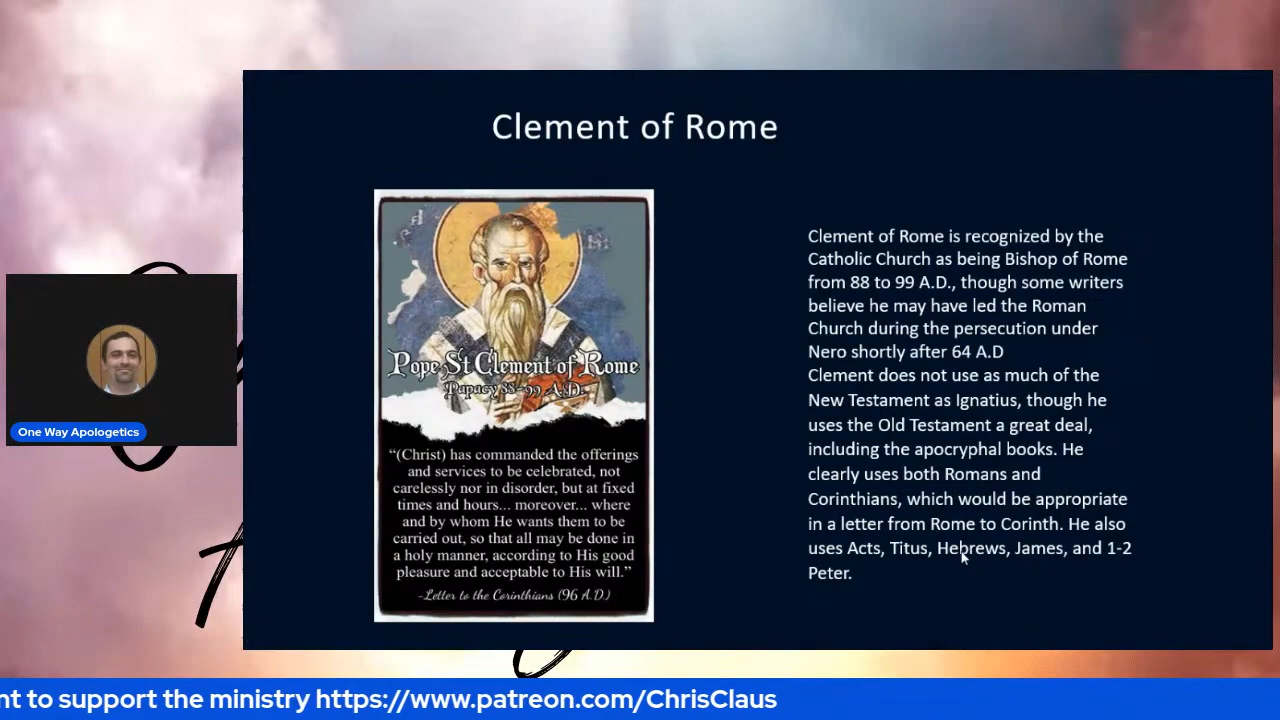 Clement of Rome
Pope St Clement of Rome
Papacy 88-99 A.D.
“(Christ) has commanded the offerings
and services to be celebrated, not
carelessly nor in disorder, but at fixed
times and hours... moreover... where
and by whom He wants them to be
carried out, so that all may be done in
a holy manner, according to His good
pleasure and acceptable to His will.”
-Letter to the Corinthians (96 A.D.)
Clement of Rome is recognized by the
Catholic Church as being Bishop of Rome
from 88 to 99 A.D., though some writers
believe he may have led the Roman
Church during the persecution under
Nero shortly after 64 A.D
Clement does not use as much of the
New Testament as Ignatius, though he
uses the Old Testament a great deal,
including the apocryphal books. He
clearly uses both Romans and
Corinthians, which would be appropriate
in a letter from Rome to Corinth. He also
uses Acts, Titus, Hebrews, James, and 1-2
Peter.
One Way Apologetics
nt to support the ministry https://www.patreon.com/ChrisClaus